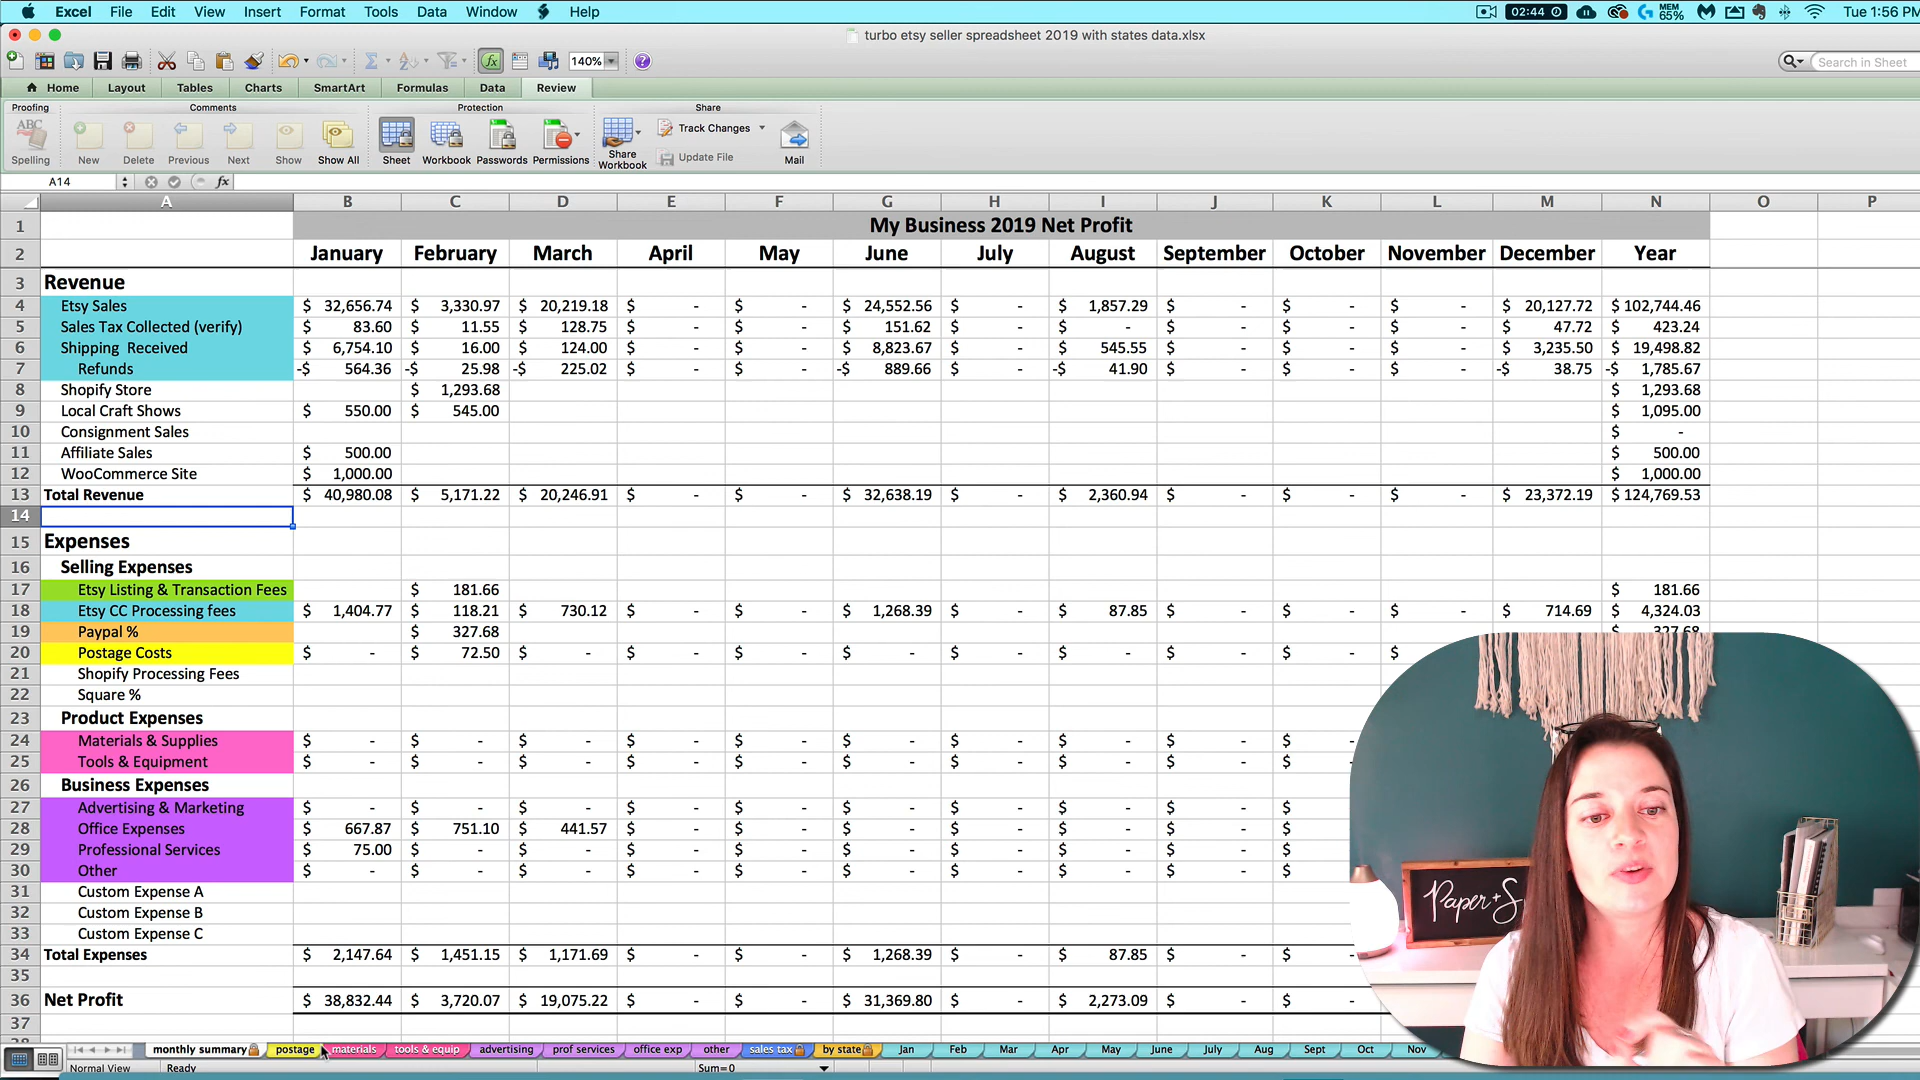 Excel File Edit View Insert Format Tools Data Window Help 02:44 MEM 65% Tue 1:56 PM
turbo etsy seller spreadsheet 2019 with states data.xlsx
140% Search in Sheet
Home Layout Tables Charts SmartArt Formulas Data Review
Proofing Comments Protection Share
ABC Track Changes
Spelling New Delete Previous Next Show Show All Sheet Workbook Passwords Permissions Share Workbook Update File Mail
A14 fx
A B C D E F G H I J K L M N O P
1 My Business 2019 Net Profit
2 January February March April May June July August September October November December Year
3 Revenue
4 Etsy Sales $ 32,656.74 $ 3,330.97 $ 20,219.18 $ - $ - $ 24,552.56 $ - $ 1,857.29 $ - $ - $ - $ 20,127.72 $ 102,744.46
5 Sales Tax Collected (verify) $ 83.60 $ 11.55 $ 128.75 $ - $ - $ 151.62 $ - $ - $ - $ - $ - $ 47.72 $ 423.24
6 Shipping Received $ 6,754.10 $ 16.00 $ 124.00 $ - $ - $ 8,823.67 $ - $ 545.55 $ - $ - $ - $ 3,235.50 $ 19,498.82
7 Refunds -$ 564.36 -$ 25.98 -$ 225.02 $ - $ - -$ 889.66 $ - -$ 41.90 $ - $ - $ - -$ 38.75 -$ 1,785.67
8 Shopify Store $ 1,293.68 $ 1,293.68
9 Local Craft Shows $ 550.00 $ 545.00 $ 1,095.00
10 Consignment Sales $ -
11 Affiliate Sales $ 500.00 $ 500.00
12 WooCommerce Site $ 1,000.00 $ 1,000.00
13 Total Revenue $ 40,980.08 $ 5,171.22 $ 20,246.91 $ - $ - $ 32,638.19 $ - $ 2,360.94 $ - $ - $ - $ 23,372.19 $ 124,769.53
14
15 Expenses
16 Selling Expenses
17 Etsy Listing & Transaction Fees $ 181.66 $ 181.66
18 Etsy CC Processing fees $ 1,404.77 $ 118.21 $ 730.12 $ - $ - $ 1,268.39 $ - $ 87.85 $ - $ - $ - $ 714.69 $ 4,324.03
19 Paypal % $ 327.68 $ 327.68
20 Postage Costs $ - $ 72.50 $ - $ - $ - $ - $ - $ - $ - $ - $
21 Shopify Processing Fees
22 Square %
23 Product Expenses
24 Materials & Supplies $ - $ - $ - $ - $ - $ - $ - $ - $ - $ -
25 Tools & Equipment $ - $ - $ - $ - $ - $ - $ - $ - $ - $ -
26 Business Expenses
27 Advertising & Marketing $ - $ - $ - $ - $ - $ - $ - $ - $ - $
28 Office Expenses $ 667.87 $ 751.10 $ 441.57 $ - $ - $ - $ - $ - $ - $
29 Professional Services $ 75.00 $ - $ - $ - $ - $ - $ - $ - $ - $
30 Other $ - $ - $ - $ - $ - $ - $ - $ - $ - $
31 Custom Expense A
32 Custom Expense B
33 Custom Expense C
34 Total Expenses $ 2,147.64 $ 1,451.15 $ 1,171.69 $ - $ - $ 1,268.39 $ - $ 87.85 $ - $ -
35
36 Net Profit $ 38,832.44 $ 3,720.07 $ 19,075.22 $ - $ - $ 31,369.80 $ - $ 2,273.09 $ - $ -
37
Paper + S
monthly summary postage materials tools & equip advertising prof services office exp other sales tax by state Jan Feb Mar Apr May June July Aug Sept Oct Nov
Normal View Ready Sum=0